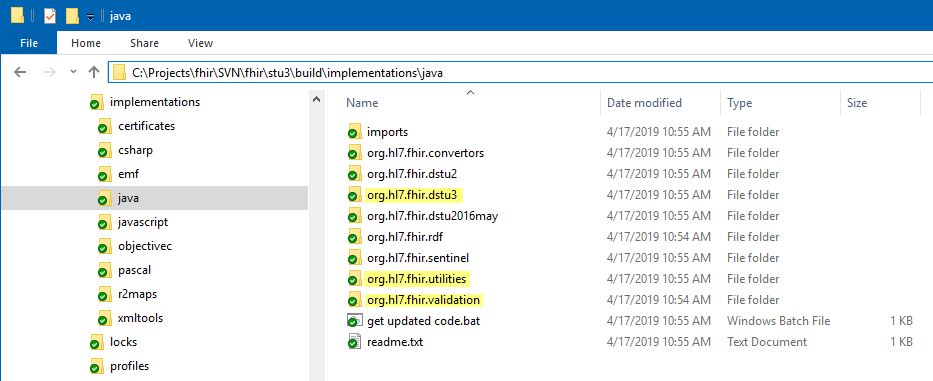 java
File Home Share View
C:\Projects\fhir\SVN\fhir\stu3\build\implementations\java
implementations
certificates
csharp
emf
java
javascript
objectivec
pascal
r2maps
xmltools
locks
profiles
Name Date modified Type Size
imports 4/17/2019 10:55 AM File folder
org.hl7.fhir.convertors 4/17/2019 10:55 AM File folder
org.hl7.fhir.dstu2 4/17/2019 10:55 AM File folder
org.hl7.fhir.dstu3 4/17/2019 10:55 AM File folder
org.hl7.fhir.dstu2016may 4/17/2019 10:55 AM File folder
org.hl7.fhir.rdf 4/17/2019 10:54 AM File folder
org.hl7.fhir.sentinel 4/17/2019 10:55 AM File folder
org.hl7.fhir.utilities 4/17/2019 10:55 AM File folder
org.hl7.fhir.validation 4/17/2019 10:54 AM File folder
get updated code.bat 4/17/2019 10:55 AM Windows Batch File 1 KB
readme.txt 4/17/2019 10:55 AM Text Document 1 KB